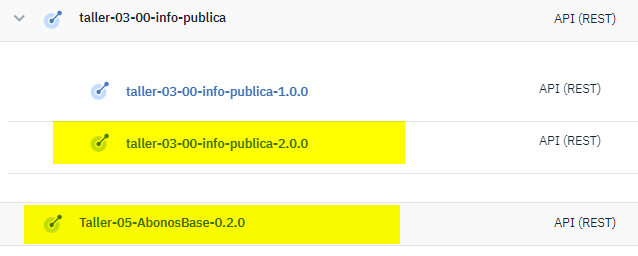 taller-03-00-info-publica API (REST)
taller-03-00-info-publica-1.0.0 API (REST)
taller-03-00-info-publica-2.0.0 API (REST)
Taller-05-AbonosBase-0.2.0 API (REST)